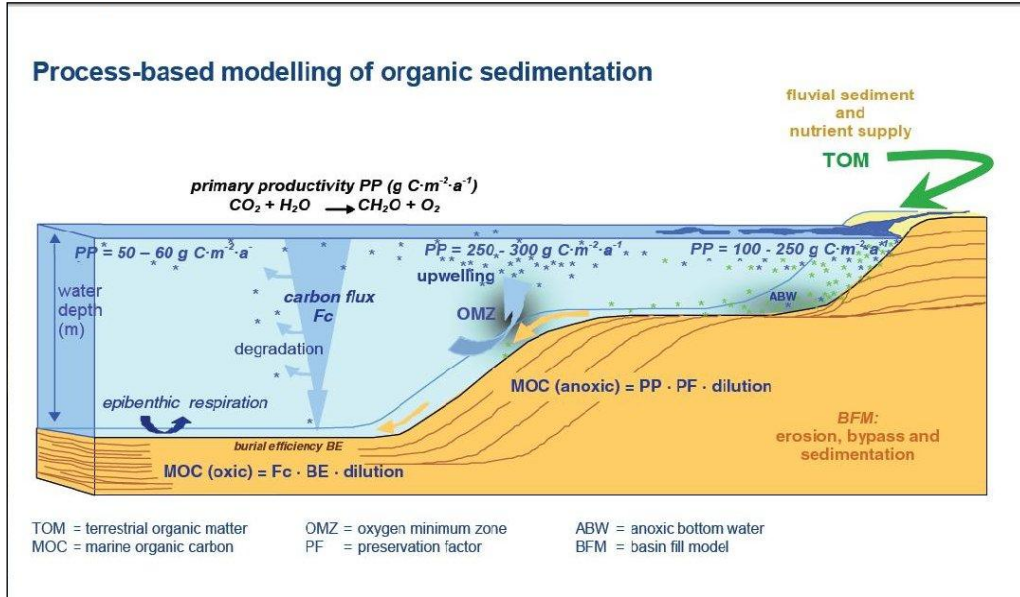 Process-based modelling of organic sedimentation
fluvial sediment
and
nutrient supply
TOM
primary productivity PP (g C·m⁻²·a⁻¹)
CO₂ + H₂O → CH₂O + O₂
PP = 50 – 60 g C·m⁻²·a⁻
PP = 250 - 300 g C·m⁻²·a⁻¹
PP = 100 - 250 g C·m⁻²·a⁻¹
upwelling
water
depth
(m)
carbon flux
Fc
ABW
OMZ
degradation
MOC (anoxic) = PP · PF · dilution
epibenthic respiration
BFM:
erosion, bypass and
sedimentation
burial efficiency BE
MOC (oxic) = Fc · BE · dilution
TOM = terrestrial organic matter
OMZ = oxygen minimum zone
ABW = anoxic bottom water
MOC = marine organic carbon
PF = preservation factor
BFM = basin fill model